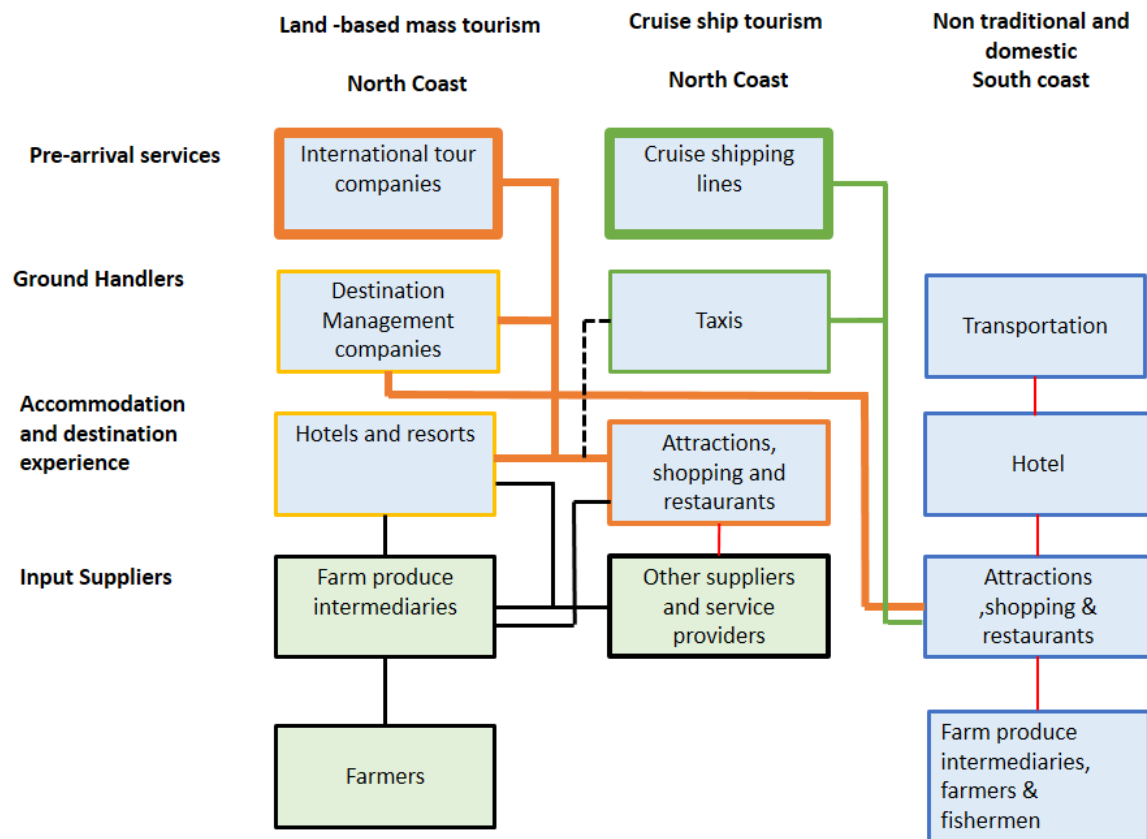 Land -based mass tourism
North Coast
Cruise ship tourism
North Coast
Non traditional and
domestic
South coast
Pre-arrival services
International tour
companies
Cruise shipping
lines
Ground Handlers
Destination
Management
companies
Taxis
Transportation
Accommodation
and destination
experience
Hotels and resorts
Attractions,
shopping and
restaurants
Hotel
Input Suppliers
Farm produce
intermediaries
Other suppliers
and service
providers
Attractions
,shopping &
restaurants
Farmers
Farm produce
intermediaries,
farmers &
fishermen